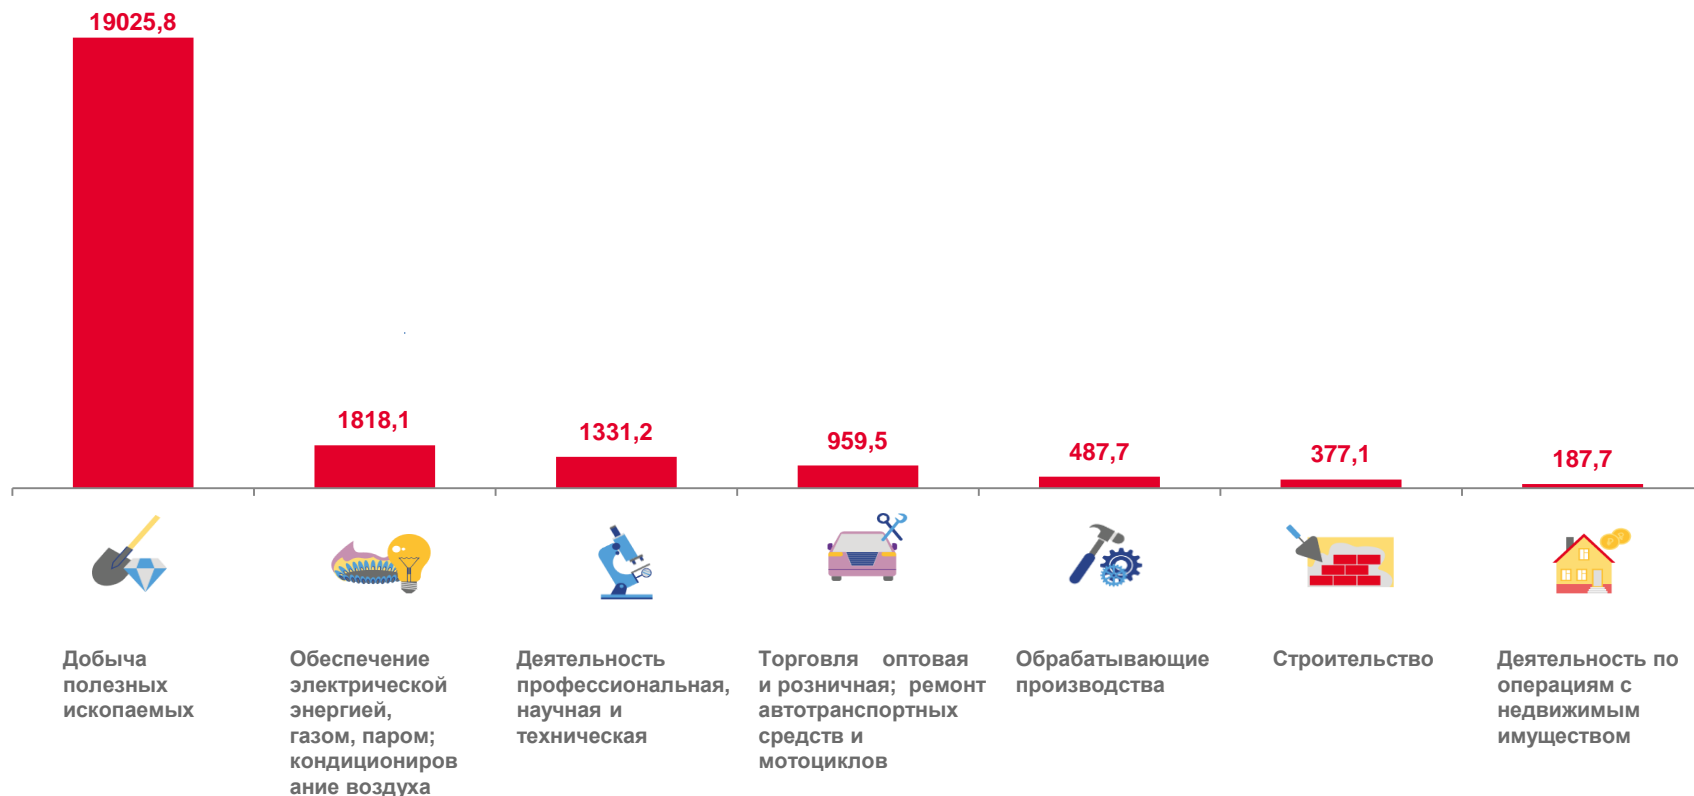 19025,8
1818,1
1331,2
959,5
487,7
377,1
187,7
Добыча
полезных
ископаемых
Обеспечение
электрической
энергией,
газом, паром;
кондициониров
ание воздуха
Деятельность
профессиональная,
научная и
техническая
Торговля оптовая
и розничная; ремонт
автотранспортных
средств и
мотоциклов
Обрабатывающие
производства
Строительство
Деятельность по
операциям с
недвижимым
имуществом